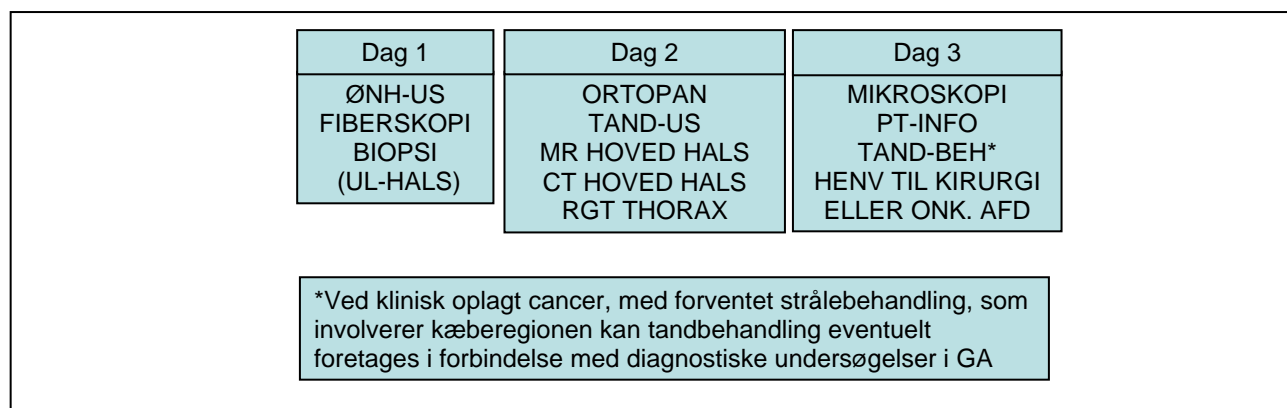 Dag 1
ØNH-US
FIBERSKOPI
BIOPSI
(UL-HALS)
Dag 2
ORTOPAN
TAND-US
MR HOVED HALS
CT HOVED HALS
RGT THORAX
Dag 3
MIKROSKOPI
PT-INFO
TAND-BEH*
HENV TIL KIRURGI
ELLER ONK. AFD
*Ved klinisk oplagt cancer, med forventet strålebehandling, som
involverer kæberegionen kan tandbehandling eventuelt
foretages i forbindelse med diagnostiske undersøgelser i GA